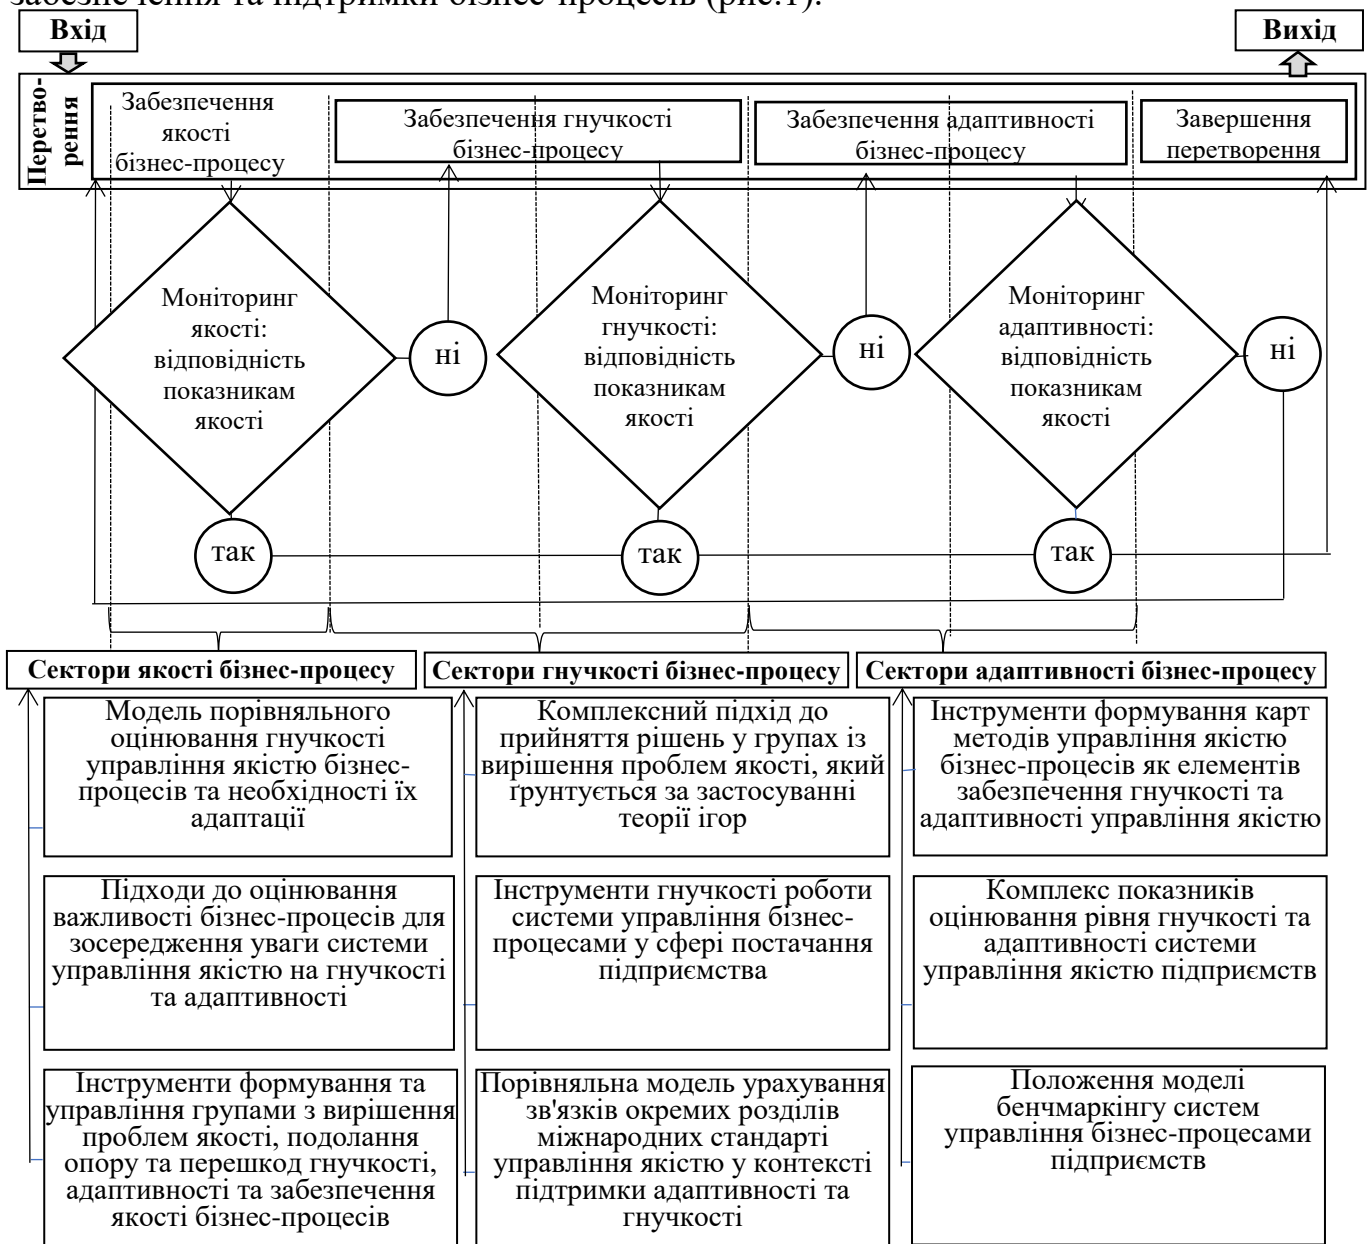 забезпечення та підтримки бізнес-процесів (рис.1).
Вхід
Вихід
Перетво-
рення
Забезпечення
якості
бізнес-процесу
Забезпечення гнучкості
бізнес-процесу
Забезпечення адаптивності
бізнес-процесу
Завершення
перетворення
Моніторинг
якості:
відповідність
показникам
якості
ні
Моніторинг
гнучкості:
відповідність
показникам
якості
ні
Моніторинг
адаптивності:
відповідність
показникам
якості
ні
так
так
так
Сектори якості бізнес-процесу
Сектори гнучкості бізнес-процесу
Сектори адаптивності бізнес-процесу
Модель порівняльного
оцінювання гнучкості
управління якістю бізнес-
процесів та необхідності їх
адаптації
Комплексний підхід до
прийняття рішень у групах із
вирішення проблем якості, який
ґрунтується за застосуванні
теорії ігор
Інструменти формування карт
методів управління якістю
бізнес-процесів як елементів
забезпечення гнучкості та
адаптивності управління якістю
Підходи до оцінювання
важливості бізнес-процесів для
зосередження уваги системи
управління якістю на гнучкості
та адаптивності
Інструменти гнучкості роботи
системи управління бізнес-
процесами у сфері постачання
підприємства
Комплекс показників
оцінювання рівня гнучкості та
адаптивності системи
управління якістю підприємств
Інструменти формування та
управління групами з вирішення
проблем якості, подолання
опору та перешкод гнучкості,
адаптивності та забезпечення
якості бізнес-процесів
Порівняльна модель урахування
зв'язків окремих розділів
міжнародних стандарті
управління якістю у контексті
підтримки адаптивності та
гнучкості
Положення моделі
бенчмаркінгу систем
управління бізнес-процесами
підприємств